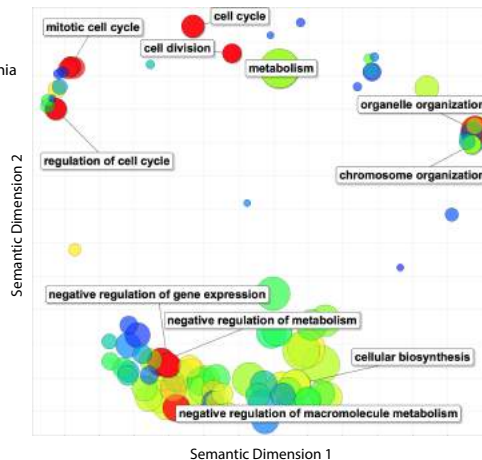 cell cycle
mitotic cell cycle
cell division
metabolism
nia
organelle organization
regulation of cell cycle
chromosome organization
Semantic Dimension 2
negative regulation of gene expression
negative regulation of metabolism
cellular biosynthesis
negative regulation of macromolecule metabolism
Semantic Dimension 1